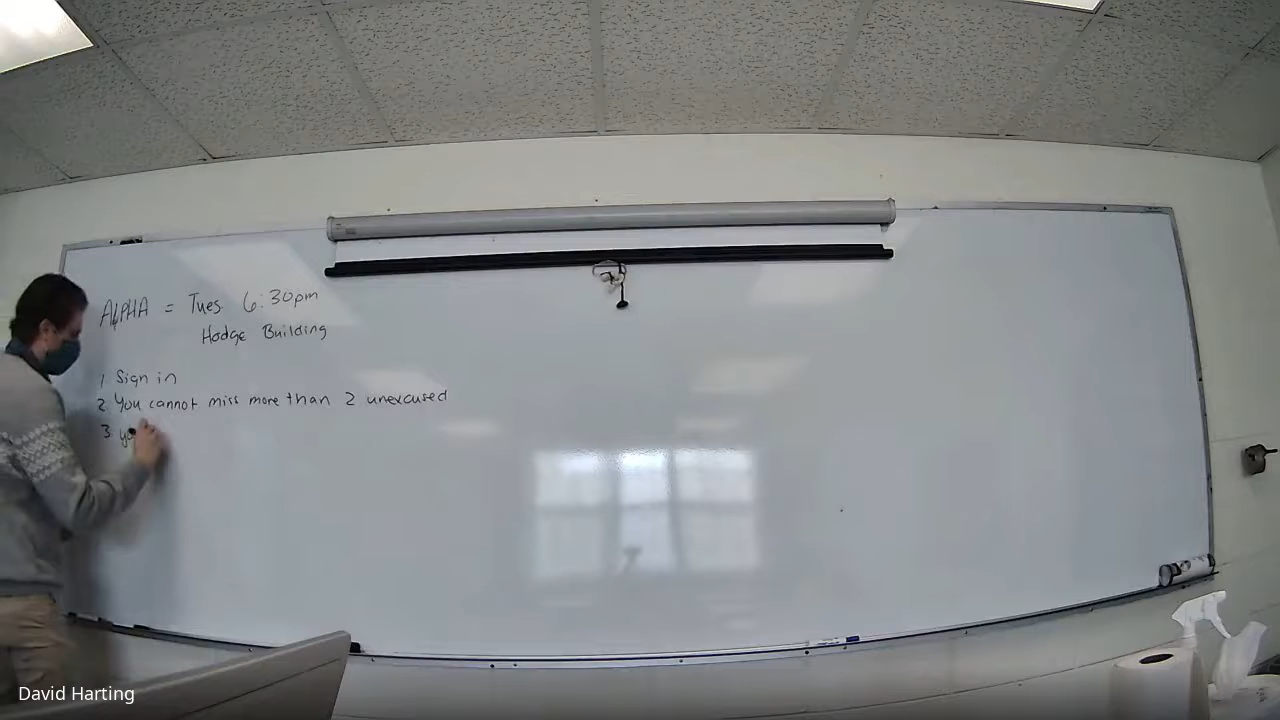 ALPHA = Tues 6:30pm
Hodge Building
1 Sign in
2 You cannot miss more than 2 unexcused
3 yo
David Harting